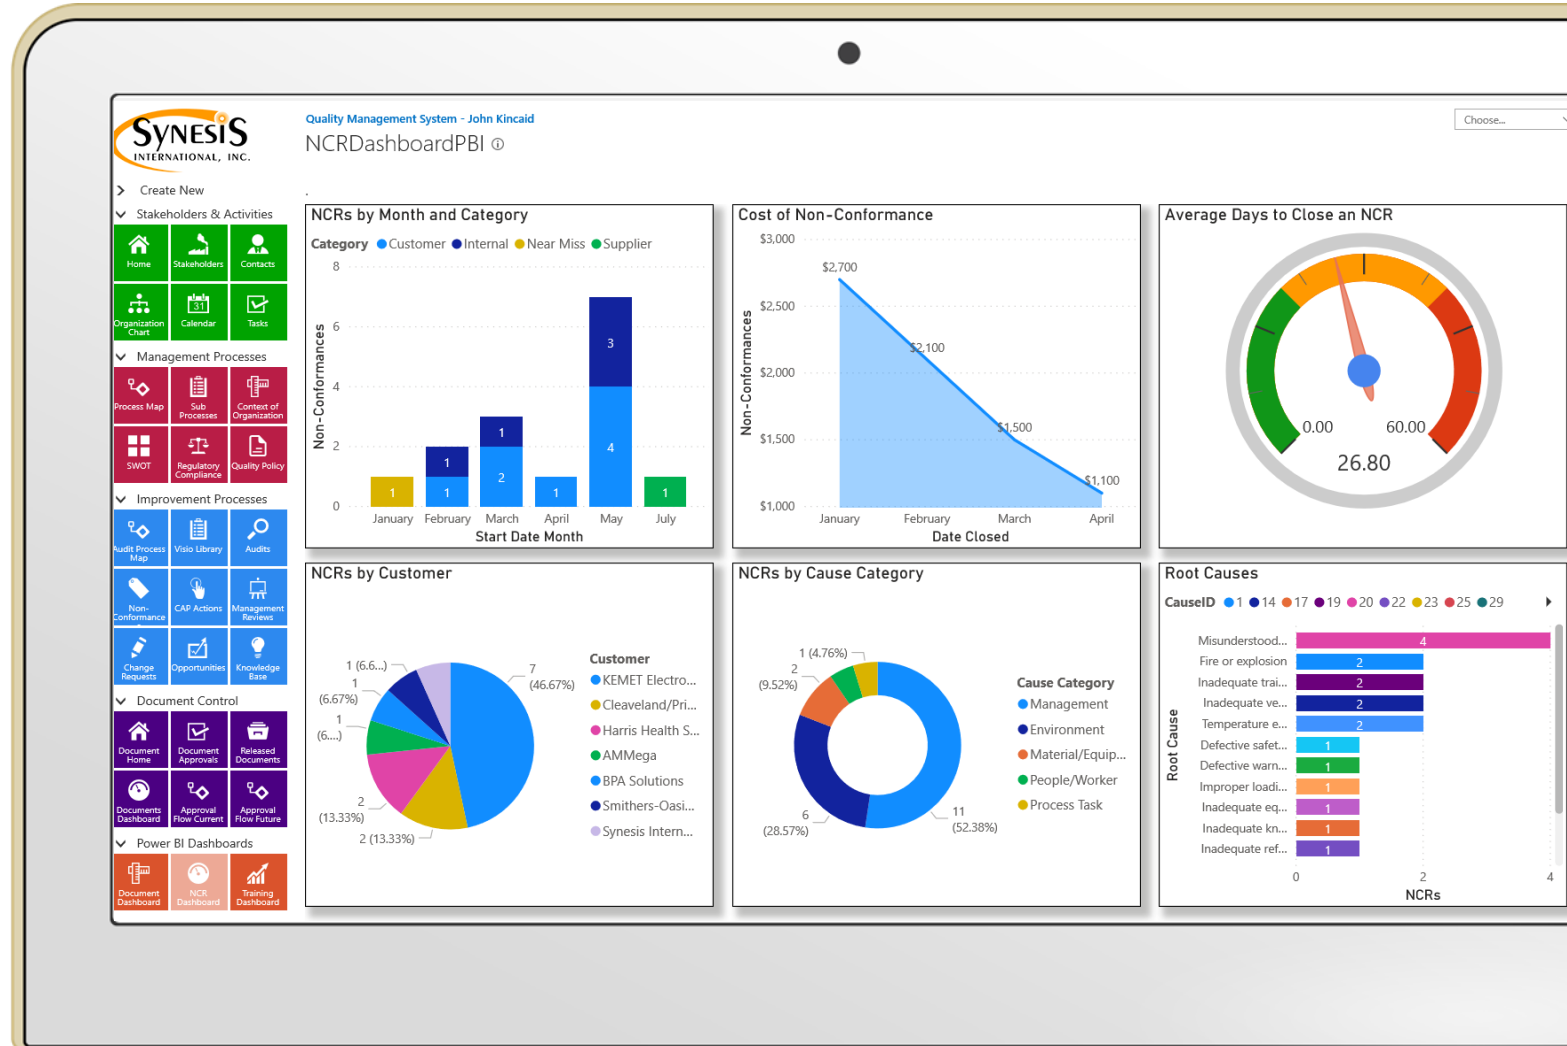 SYNESIS
INTERNATIONAL, INC.
Quality Management System - John Kincaid
NCRDashboardPBI
Choose...
Create New
Stakeholders & Activities
Home
Stakeholders
Contacts
Organization
Chart
31
Calendar
Tasks
Management Processes
Process Map
Sub
Processes
Context of
Organization
SWOT
Regulatory
Compliance
Quality Policy
Improvement Processes
Audit Process
Map
Visio Library
Audits
Non-
Conformance
CAP Actions
Management
Reviews
Change
Requests
Opportunities
Knowledge
Base
Document Control
Document
Home
Document
Approvals
Released
Documents
Documents
Dashboard
Approval
Flow Current
Approval
Flow Future
Power BI Dashboards
Document
Dashboard
NCR
Dashboard
Training
Dashboard
.
NCRs by Month and Category
Category Customer Internal Near Miss Supplier
Non-Conformances
8
6
4
2
0
1
1
1
1
2
1
3
4
1
January February March April May July
Start Date Month
Cost of Non-Conformance
Non-Conformances
$3,000
$2,500
$2,000
$1,500
$1,000
$2,700
$2,100
$1,500
$1,100
January February March April
Date Closed
Average Days to Close an NCR
0.00 60.00
26.80
NCRs by Customer
7
(46.67%)
2 (13.33%)
2
(13.33%)
1
(6....)
1
(6.67%)
1 (6.6...)
Customer
KEMET Electro...
Cleaveland/Pri...
Harris Health S...
AMMega
BPA Solutions
Smithers-Oasi...
Synesis Intern...
NCRs by Cause Category
1 (4.76%)
2
(9.52%)
6
(28.57%)
11
(52.38%)
Cause Category
Management
Environment
Material/Equip...
People/Worker
Process Task
Root Causes
CauseID 1 14 17 19 20 22 23 25 29
Root Cause
Misunderstood... 4
Fire or explosion 2
Inadequate trai... 2
Inadequate ve... 2
Temperature e... 2
Defective safet... 1
Defective warn... 1
Improper loadi... 1
Inadequate eq... 1
Inadequate kn... 1
Inadequate ref... 1
0 2 4
NCRs